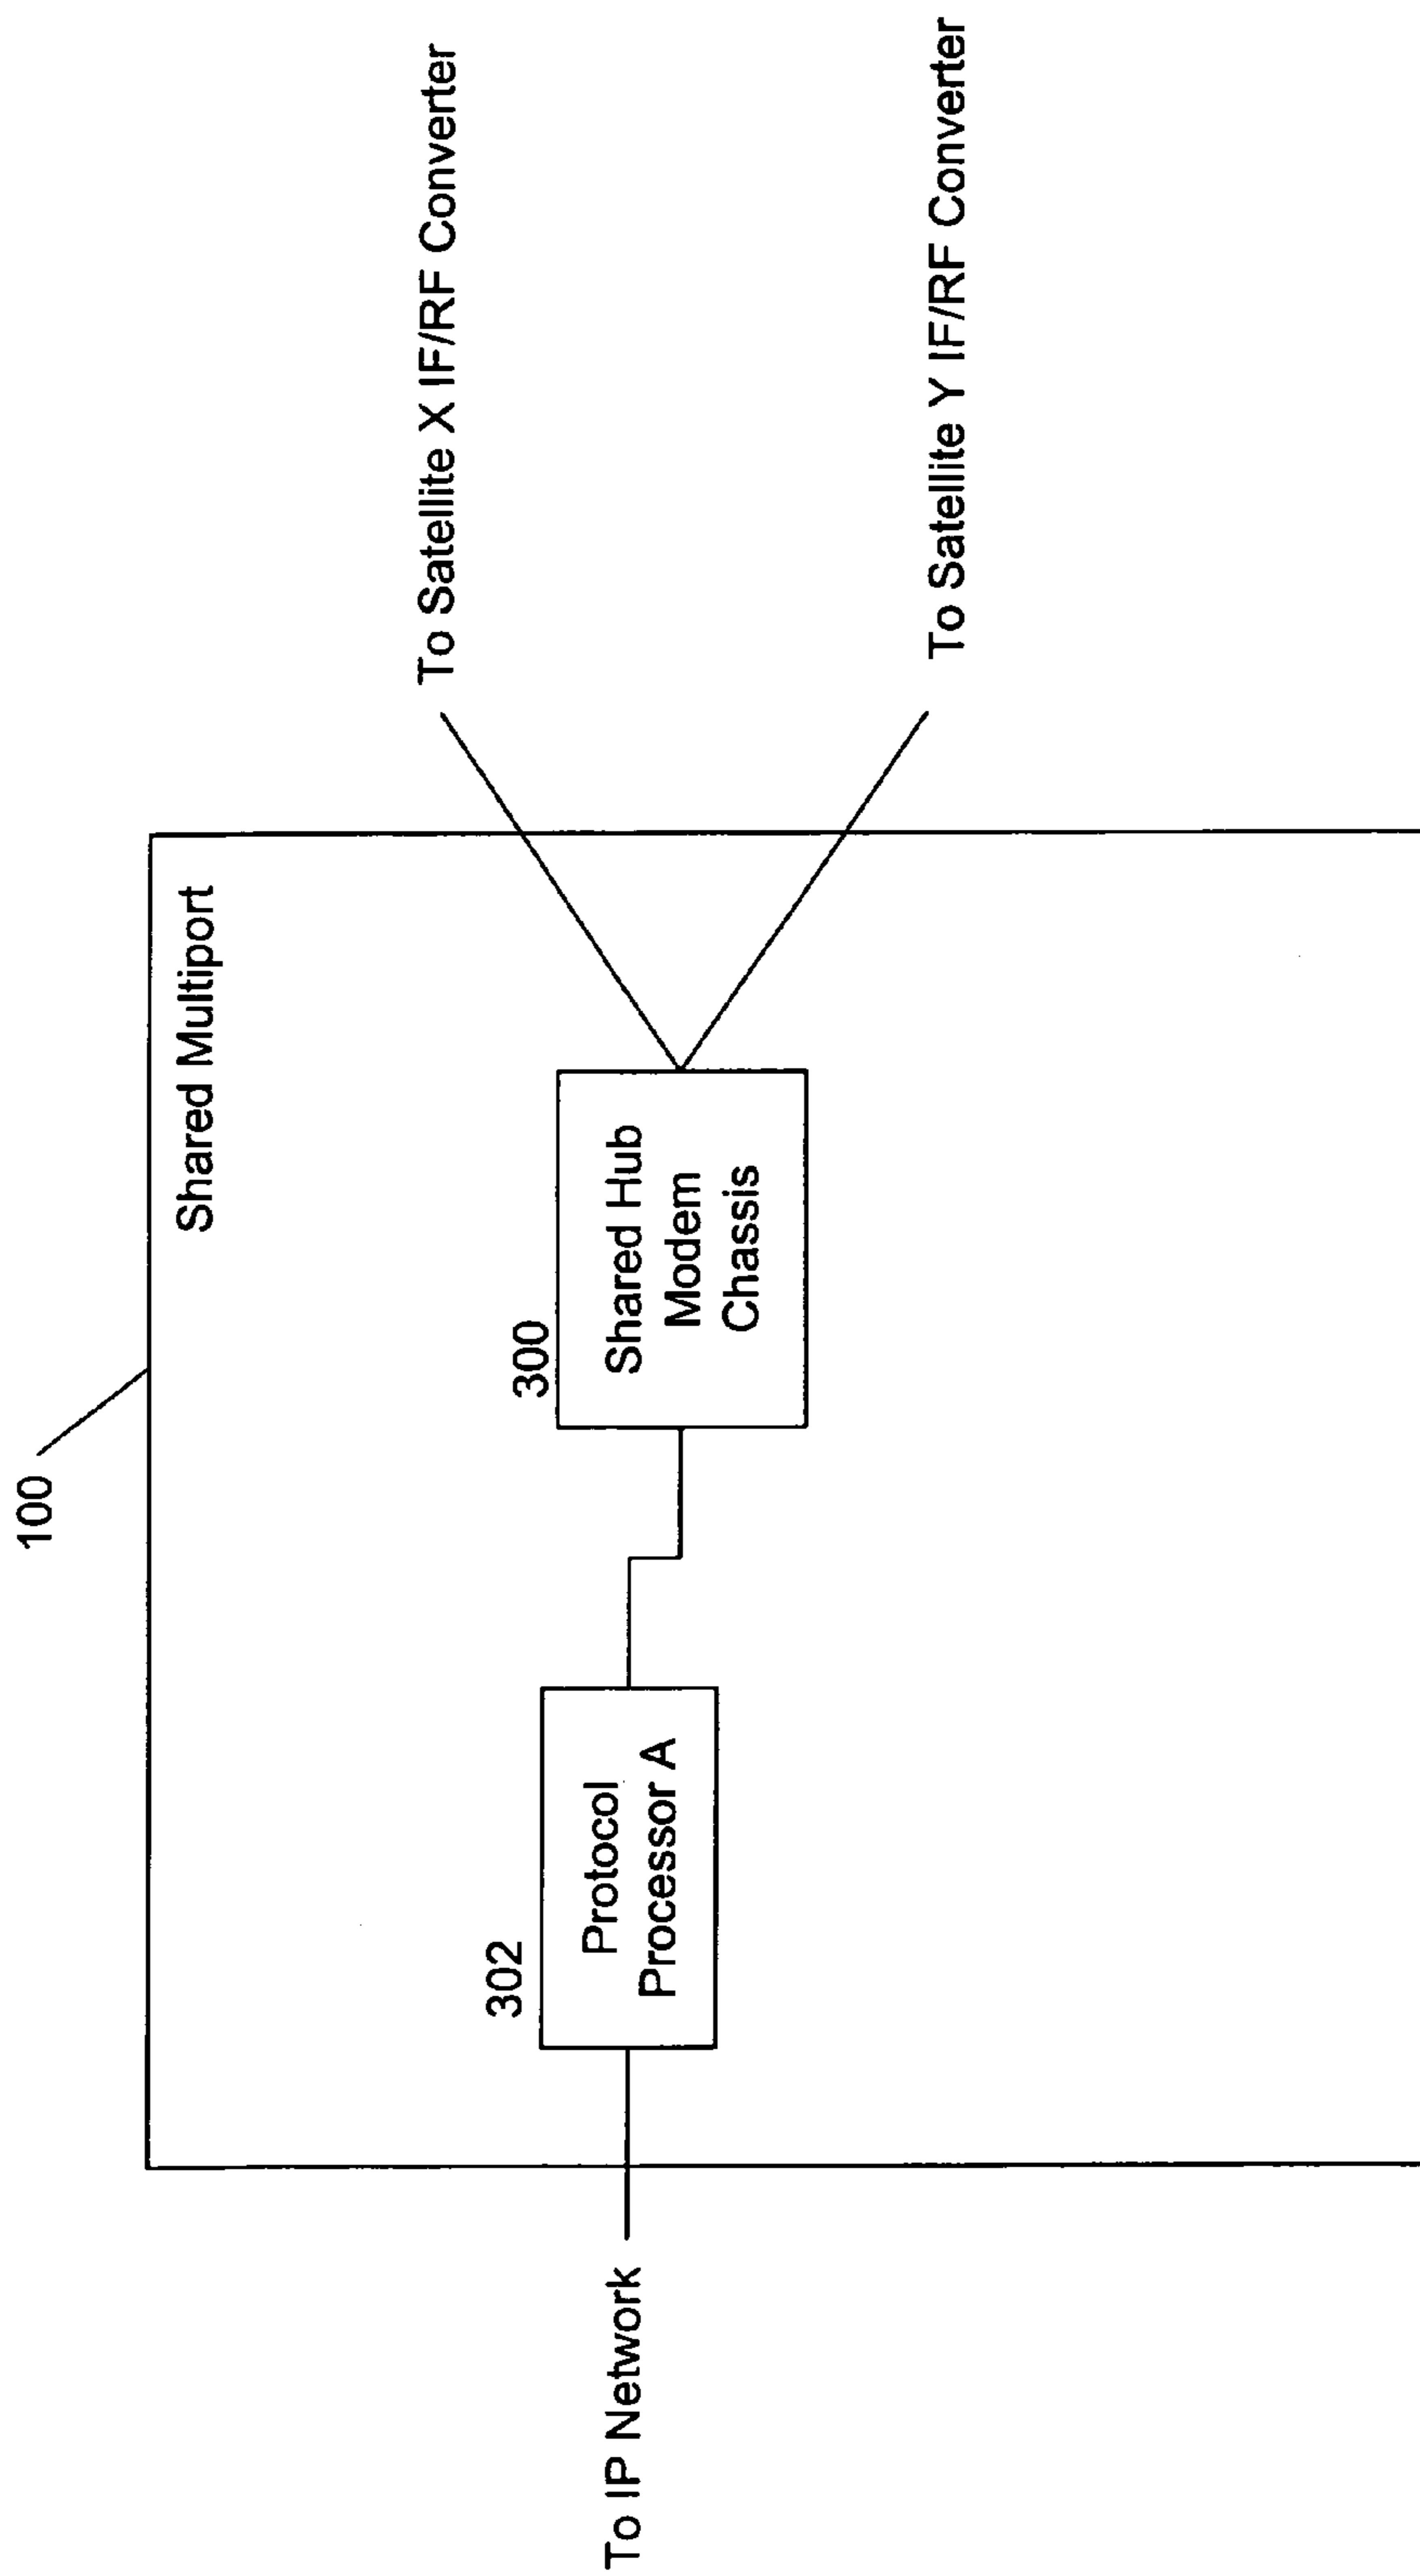 100
Shared Multiport
To IP Network
302
Protocol
Processor A
300
Shared Hub
Modem
Chassis
To Satellite X IF/RF Converter
To Satellite Y IF/RF Converter